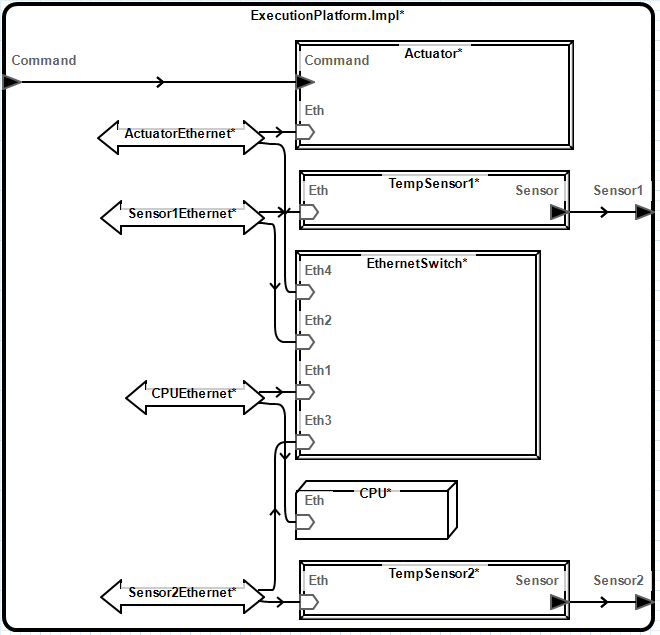 ExecutionPlatform.Impl*
Actuator*
Command
Command
Eth
ActuatorEthernet*
TempSensor1*
Eth
Sensor
Sensor1
Sensor1Ethernet*
EthernetSwitch*
Eth4
Eth2
Eth1
CPUEthernet*
Eth3
CPU*
Eth
TempSensor2*
Eth
Sensor
Sensor2
Sensor2Ethernet*